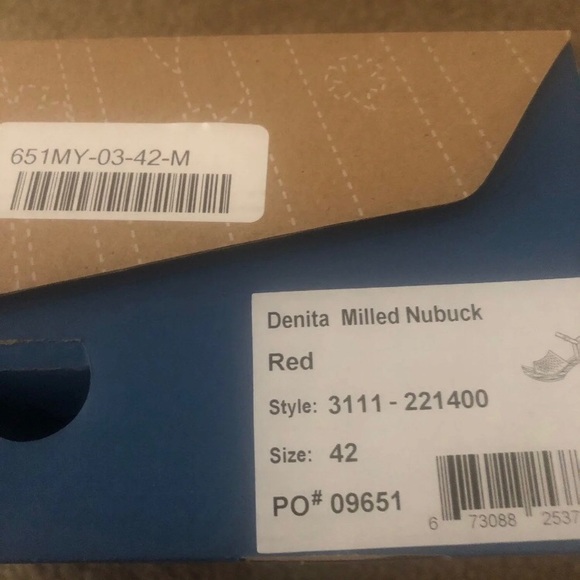 651MY-03-42-M
Denita Milled Nubuck
Red
Style: 3111 - 221400
Size: 42
PO# 09651
6 73088 2537